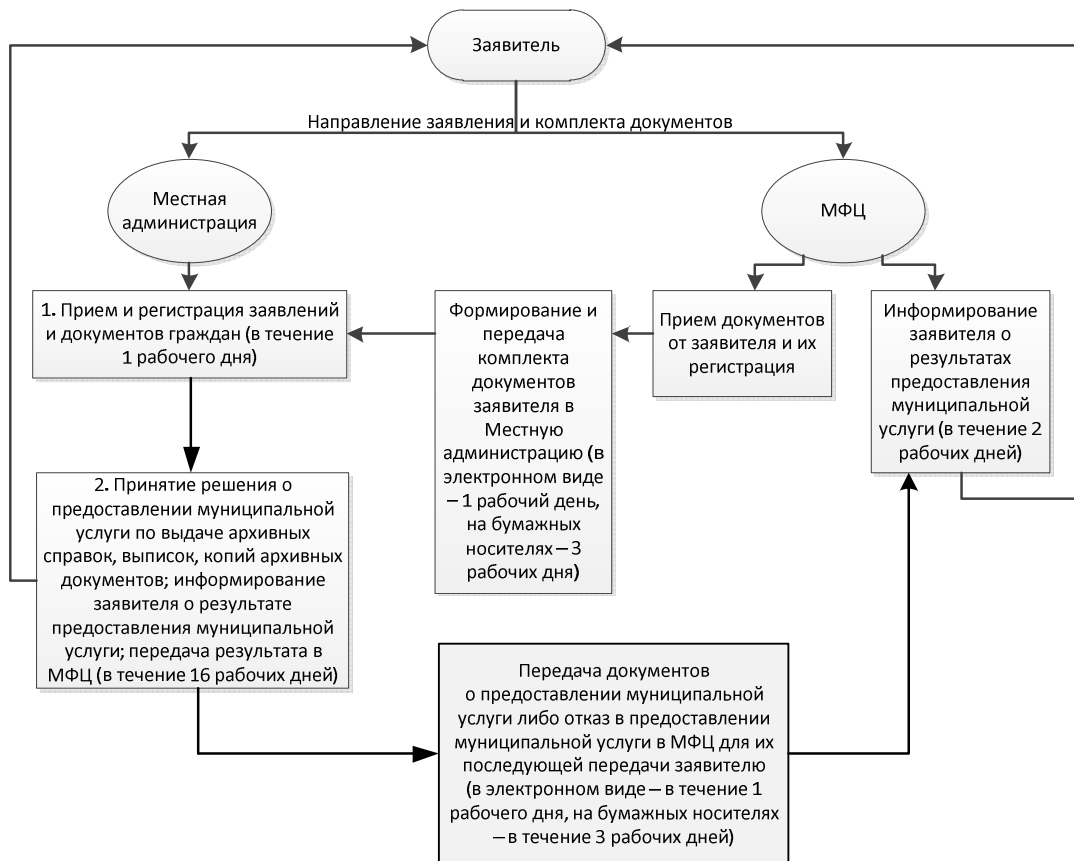 Заявитель
Направление заявления и комплекта документов
Местная
администрация
МФЦ
1. Прием и регистрация заявлений
и документов граждан (в течение
1 рабочего дня)
Формирование и
передача
комплекта
документов
заявителя в
Местную
администрацию (в
электронном виде
– 1 рабочий день,
на бумажных
носителях – 3
рабочих дня)
Прием документов
от заявителя и их
регистрация
Информирование
заявителя о
результатах
предоставления
муниципальной
услуги (в течение 2
рабочих дней)
2. Принятие решения о
предоставлении муниципальной
услуги по выдаче архивных
справок, выписок, копий архивных
документов; информирование
заявителя о результате
предоставления муниципальной
услуги; передача результата в
МФЦ (в течение 16 рабочих дней)
Передача документов
о предоставлении муниципальной
услуги либо отказ в предоставлении
муниципальной услуги в МФЦ для их
последующей передачи заявителю
(в электронном виде – в течение 1
рабочего дня, на бумажных носителях
– в течение 3 рабочих дней)